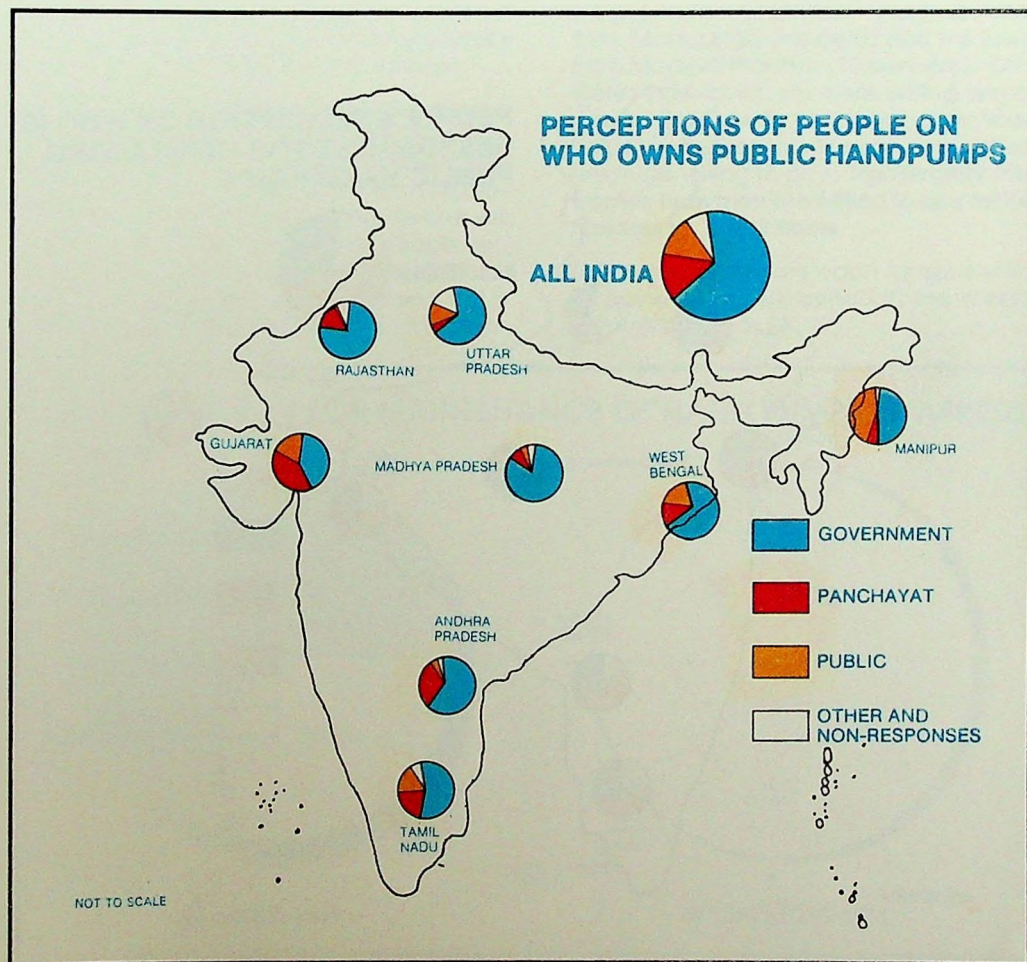 PERCEPTIONS OF PEOPLE ON
WHO OWNS PUBLIC HANDPUMPS
ALL INDIA
RAJASTHAN
UTTAR
PRADESH
GUJARAT
MADHYA PRADESH
WEST
BENGAL
MANIPUR
GOVERNMENT
PANCHAYAT
PUBLIC
OTHER AND
NON-RESPONSES
ANDHRA
PRADESH
TAMIL
NADU
NOT TO SCALE